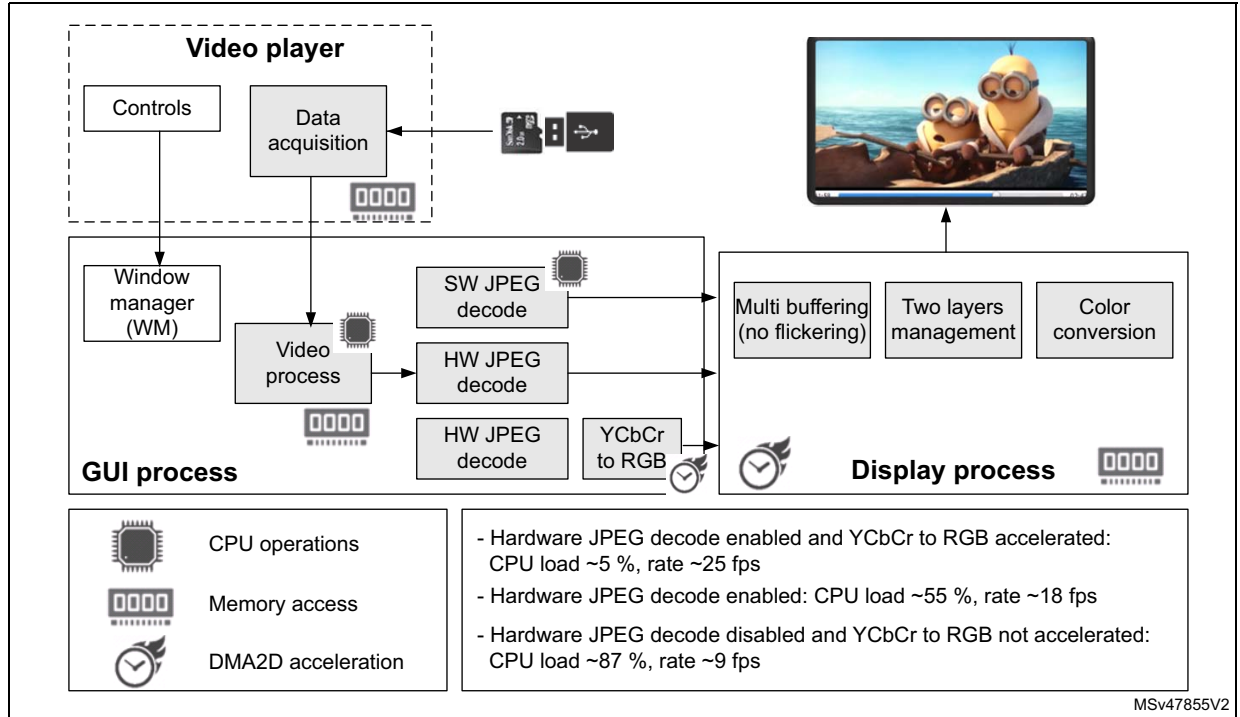 Video player
Controls
Data
acquisition
SanDisk
2.0
Window
manager
(WM)
Video
process
SW JPEG
decode
HW JPEG
decode
HW JPEG
decode
YCbCr
to RGB
GUI process
Multi buffering
(no flickering)
Two layers
management
Color
conversion
Display process
CPU operations
Memory access
DMA2D acceleration
- Hardware JPEG decode enabled and YCbCr to RGB accelerated:
CPU load ~5 %, rate ~25 fps
- Hardware JPEG decode enabled: CPU load ~55 %, rate ~18 fps
- Hardware JPEG decode disabled and YCbCr to RGB not accelerated:
CPU load ~87 %, rate ~9 fps
MSv47855V2